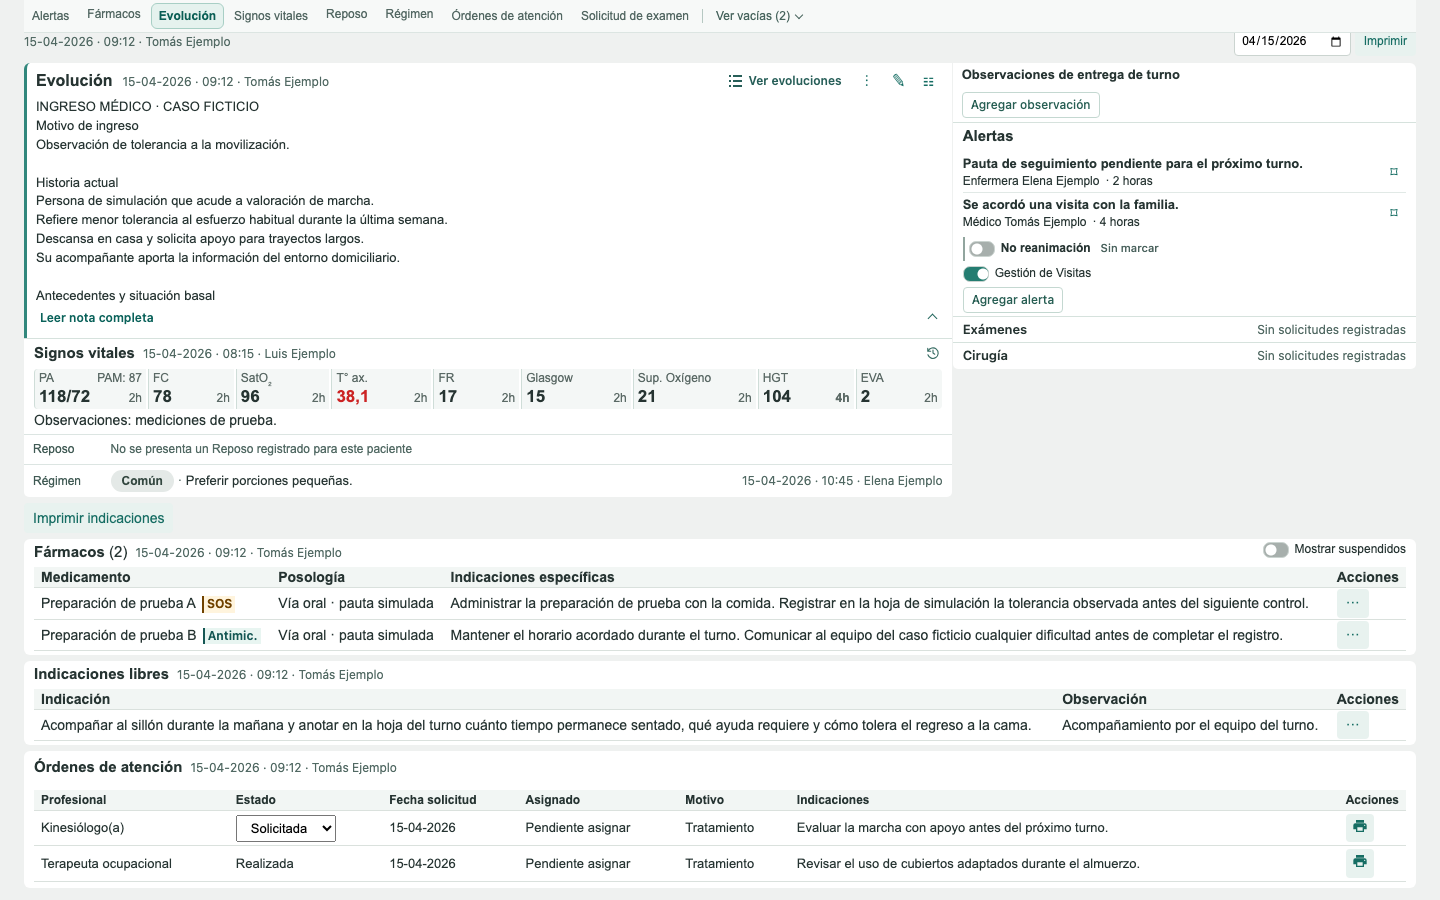 Alertas Fármacos Evolución Signos vitales Reposo Régimen Órdenes de atención Solicitud de examen Ver vacías (2)
15-04-2026 · 09:12 · Tomás Ejemplo
04/15/2026 Imprimir
Evolución 15-04-2026 · 09:12 · Tomás Ejemplo Ver evoluciones
INGRESO MÉDICO · CASO FICTICIO
Motivo de ingreso
Observación de tolerancia a la movilización.
Historia actual
Persona de simulación que acude a valoración de marcha.
Refiere menor tolerancia al esfuerzo habitual durante la última semana.
Descansa en casa y solicita apoyo para trayectos largos.
Su acompañante aporta la información del entorno domiciliario.
Antecedentes y situación basal
Leer nota completa
Observaciones de entrega de turno
Agregar observación
Alertas
Pauta de seguimiento pendiente para el próximo turno.
Enfermera Elena Ejemplo · 2 horas
Se acordó una visita con la familia.
Médico Tomás Ejemplo · 4 horas
No reanimación Sin marcar
Gestión de Visitas
Agregar alerta
Exámenes Sin solicitudes registradas
Cirugía Sin solicitudes registradas
Signos vitales 15-04-2026 · 08:15 · Luis Ejemplo
PA PAM: 87 FC SatO₂ T° ax. FR Glasgow Sup. Oxígeno HGT EVA
118/72 2h 78 2h 96 2h 38,1 2h 17 2h 15 2h 21 2h 104 4h 2 2h
Observaciones: mediciones de prueba.
Reposo No se presenta un Reposo registrado para este paciente
Régimen Común · Preferir porciones pequeñas. 15-04-2026 · 10:45 · Elena Ejemplo
Imprimir indicaciones
Fármacos (2) 15-04-2026 · 09:12 · Tomás Ejemplo Mostrar suspendidos
Medicamento Posología Indicaciones específicas Acciones
Preparación de prueba A SOS Vía oral · pauta simulada Administrar la preparación de prueba con la comida. Registrar en la hoja de simulación la tolerancia observada antes del siguiente control. ...
Preparación de prueba B Antimic. Vía oral · pauta simulada Mantener el horario acordado durante el turno. Comunicar al equipo del caso ficticio cualquier dificultad antes de completar el registro. ...
Indicaciones libres 15-04-2026 · 09:12 · Tomás Ejemplo
Indicación Observación Acciones
Acompañar al sillón durante la mañana y anotar en la hoja del turno cuánto tiempo permanece sentado, qué ayuda requiere y cómo tolera el regreso a la cama. Acompañamiento por el equipo del turno. ...
Órdenes de atención 15-04-2026 · 09:12 · Tomás Ejemplo
Profesional Estado Fecha solicitud Asignado Motivo Indicaciones Acciones
Kinesiólogo(a) Solicitada 15-04-2026 Pendiente asignar Tratamiento Evaluar la marcha con apoyo antes del próximo turno.
Terapeuta ocupacional Realizada 15-04-2026 Pendiente asignar Tratamiento Revisar el uso de cubiertos adaptados durante el almuerzo.